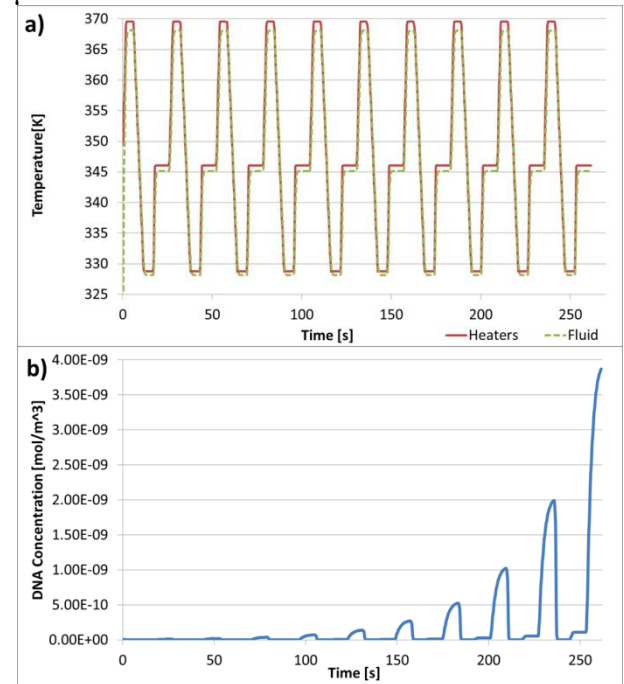 a)
370
365
360
355
350
345
340
335
330
325
Temperature[K]
0 50 100 150 200 250
Time [s]
Heaters Fluid
b)
4.00E-09
3.50E-09
3.00E-09
2.50E-09
2.00E-09
1.50E-09
1.00E-09
5.00E-10
0.00E+00
DNA Concentration [mol/m^3]
0 50 100 150 200 250
Time [s]